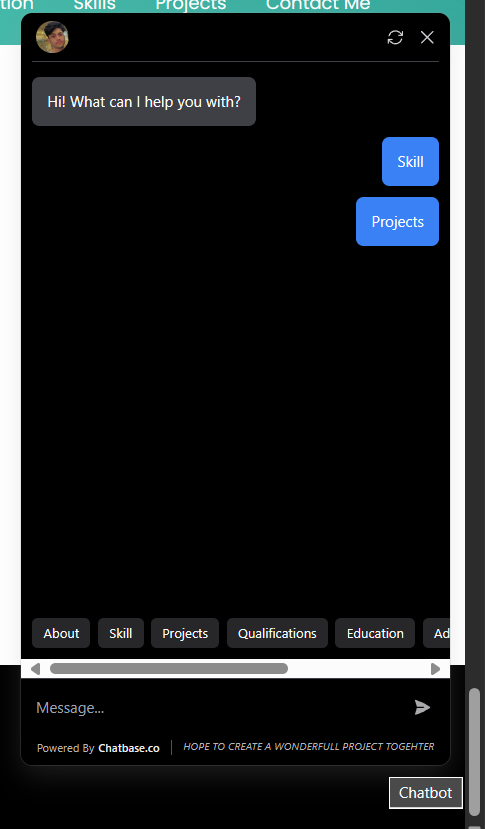 Skills Projects Contact Me
Hi! What can I help you with?
Skill
Projects
About Skill Projects Qualifications Education Ad
Message...
Powered By Chatbase.co HOPE TO CREATE A WONDERFULL PROJECT TOGEHTER
Chatbot